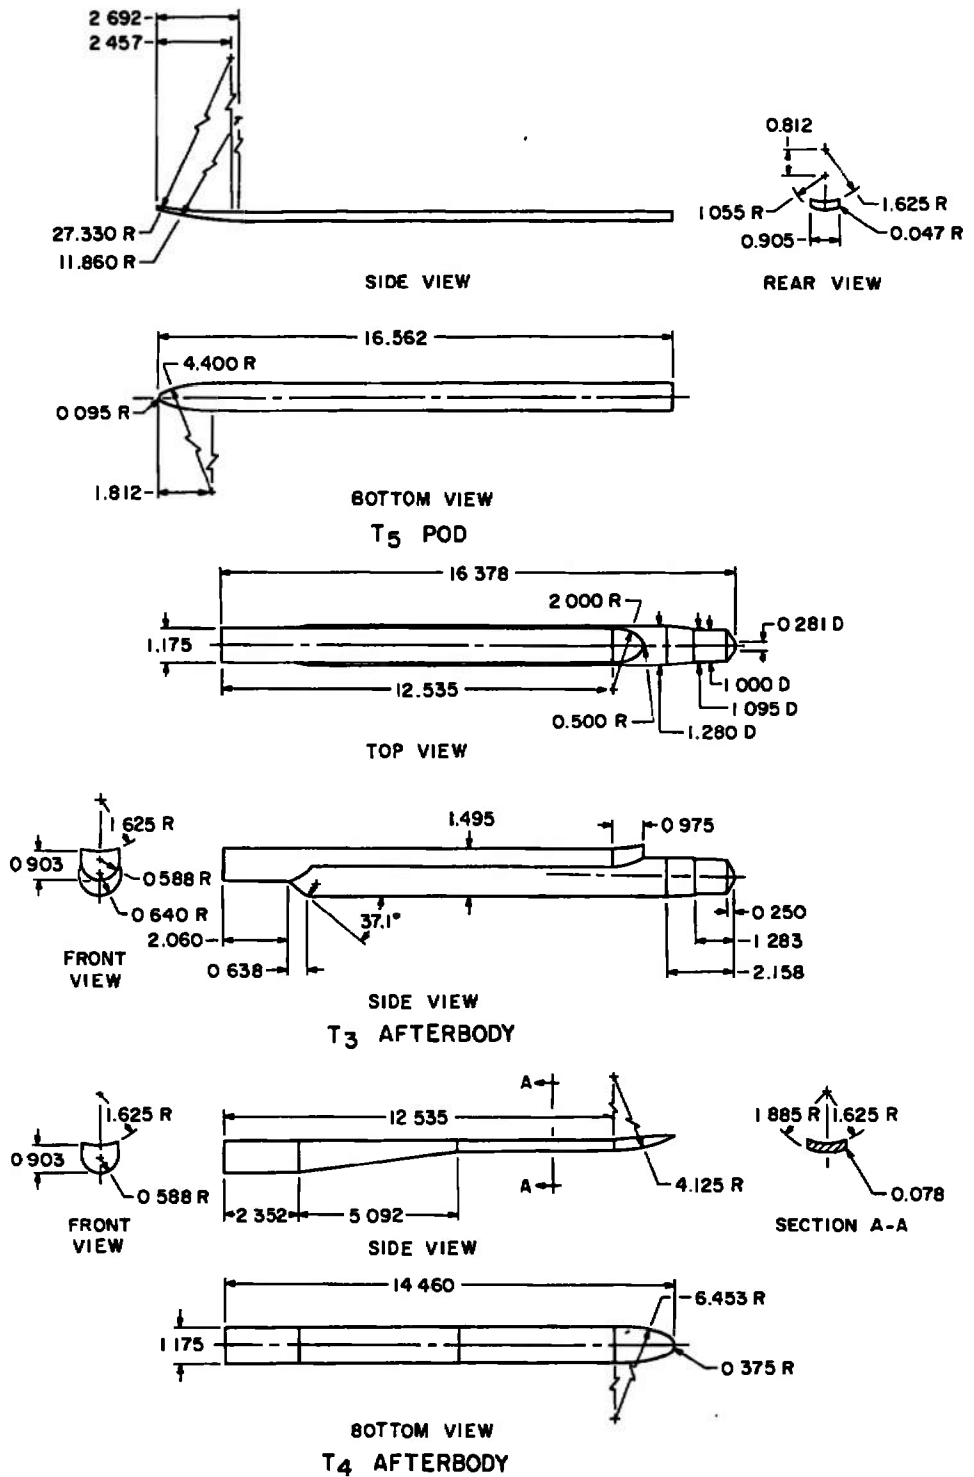 2 692
2 457
0.812
27.330 R
11.860 R
1 055 R
1.625 R
0.047 R
0.905
SIDE VIEW
REAR VIEW
16.562
4.400 R
0 095 R
1.812
BOTTOM VIEW
T5 POD
16 378
2 000 R
0 281 D
1.175
12.535
1 000 D
1 095 D
0.500 R
1.280 D
TOP VIEW
1 625 R
1.495
0 975
0 903
0 588 R
0 640 R
37.1°
0 250
2.060
1 283
FRONT
VIEW
0 638
2.158
SIDE VIEW
T3 AFTERBODY
A
1.625 R
12 535
1 885 R
1.625 R
0 903
A
0 588 R
4.125 R
0.078
2 352
5 092
FRONT
VIEW
SIDE VIEW
SECTION A-A
14 460
6.453 R
1 175
0 375 R
BOTTOM VIEW
T4 AFTERBODY